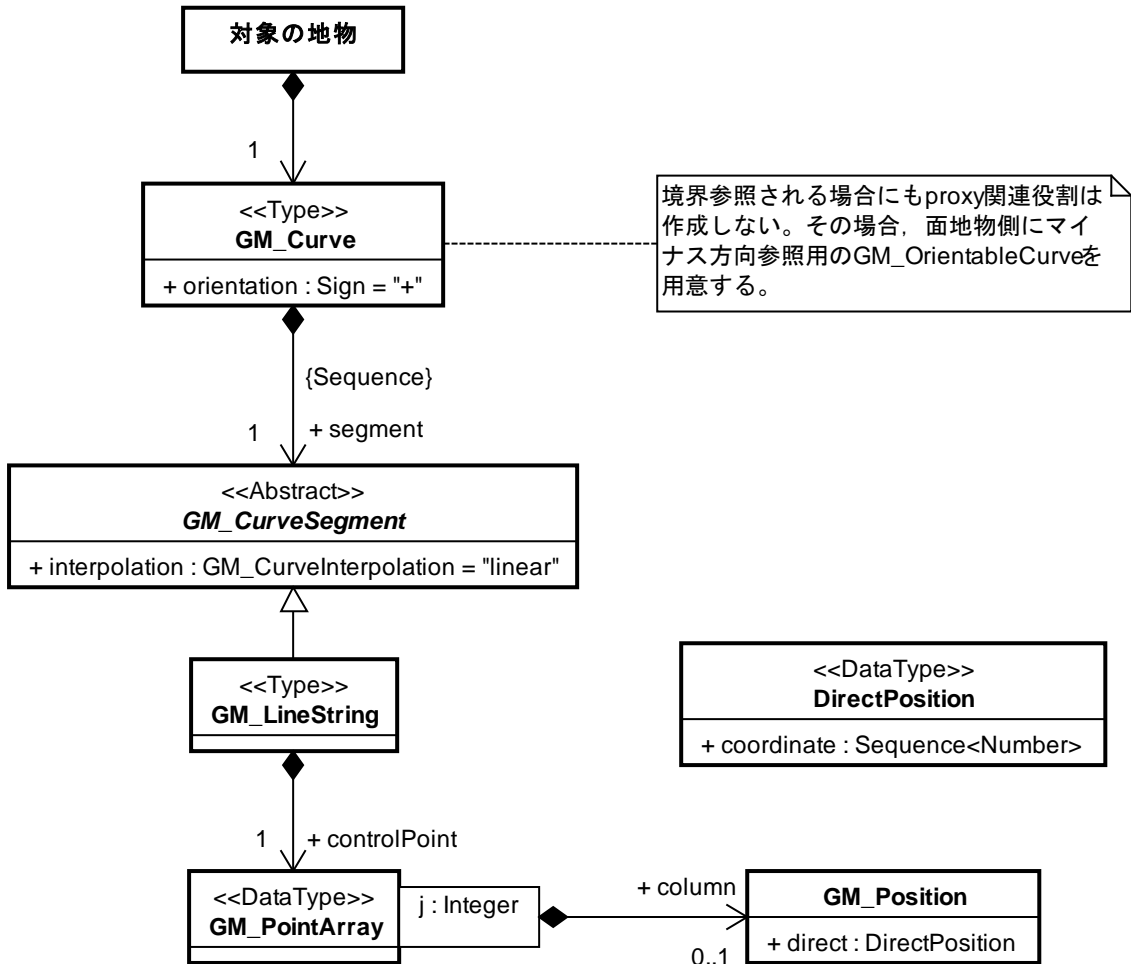 対象の地物
1
<<Type>>
GM_Curve
+ orientation : Sign = "+"
境界参照される場合にもproxy関連役割は
作成しない。その場合，面地物側にマイ
ナス方向参照用のGM_OrientableCurveを
用意する。
{Sequence}
1
+ segment
<<Abstract>>
GM_CurveSegment
+ interpolation : GM_CurveInterpolation = "linear"
<<Type>>
GM_LineString
<<DataType>>
DirectPosition
+ coordinate : Sequence<Number>
1
+ controlPoint
<<DataType>>
GM_PointArray
j : Integer
+ column
0..1
GM_Position
+ direct : DirectPosition